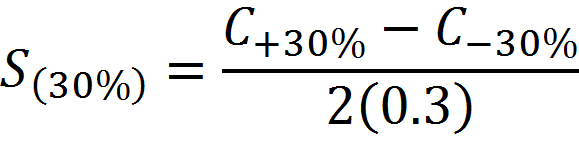 S_(30%) = (C_{+30%} − C_{−30%}) / 2(0.3)